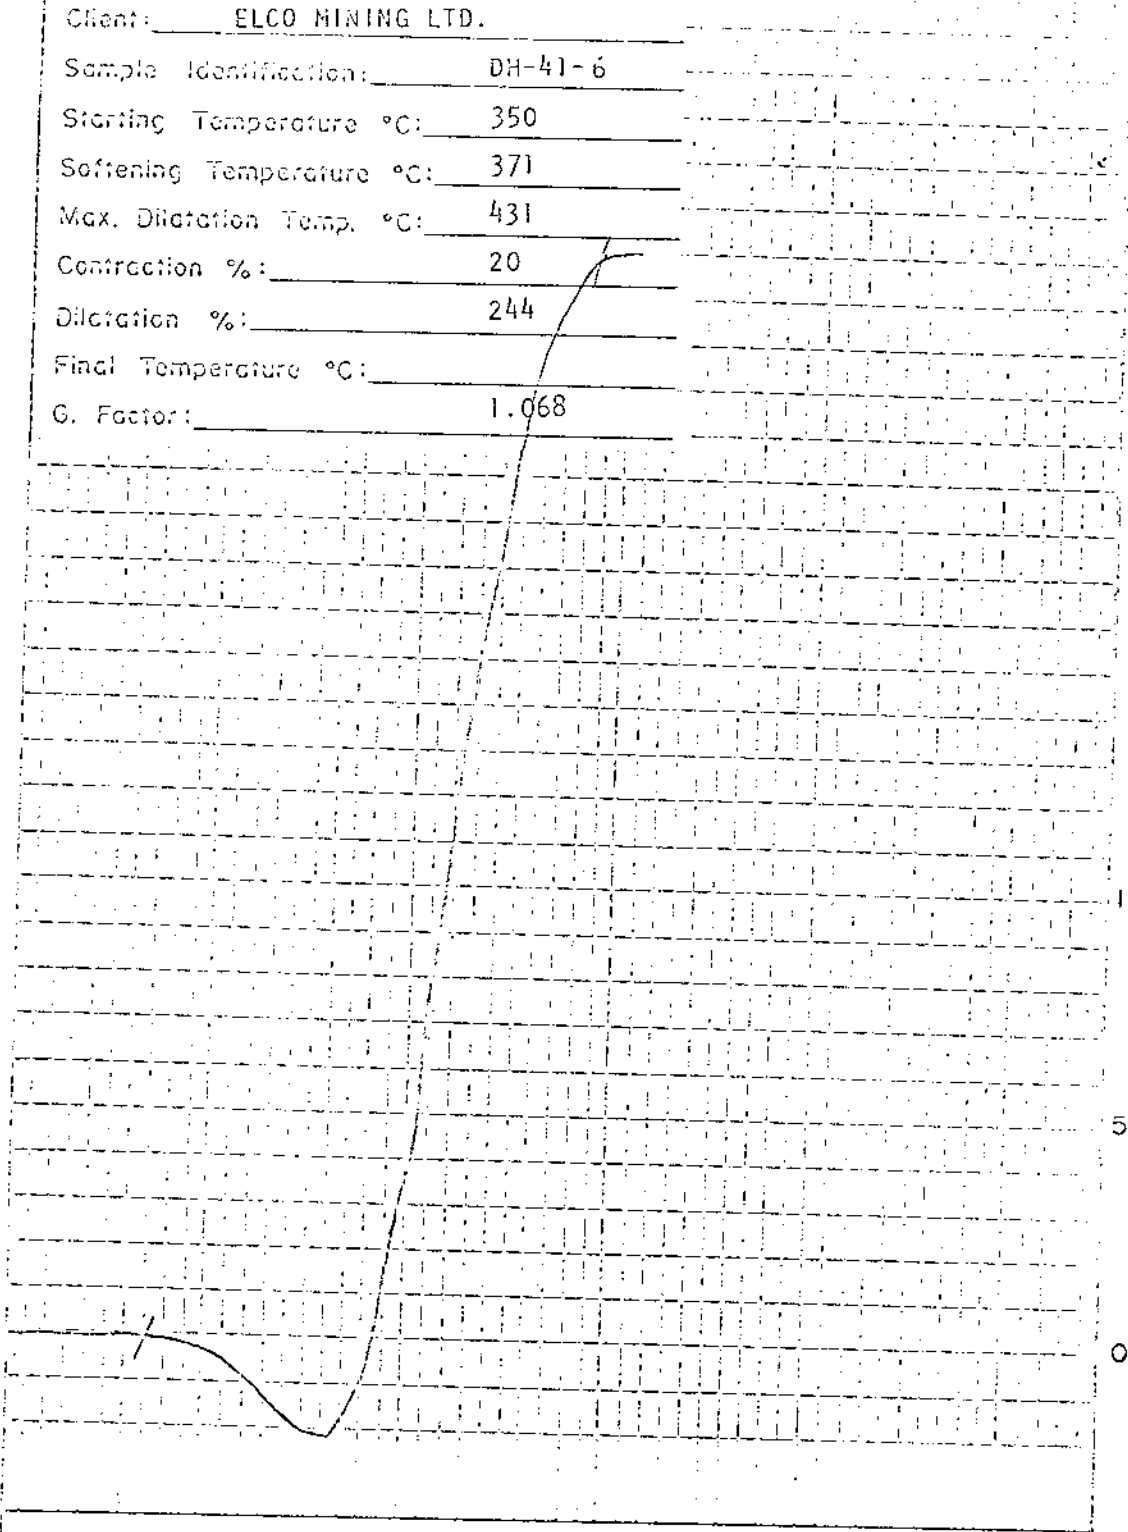 Client: ELCO MINING LTD.
Sample Identification: DH-41-6
Starting Temperature °C: 350
Softening Temperature °C: 371
Max. Dilatation Temp. °C: 431
Contraction %: 20
Dilatation %: 244
Final Temperature °C:
G. Factor: 1.068
1
5
0